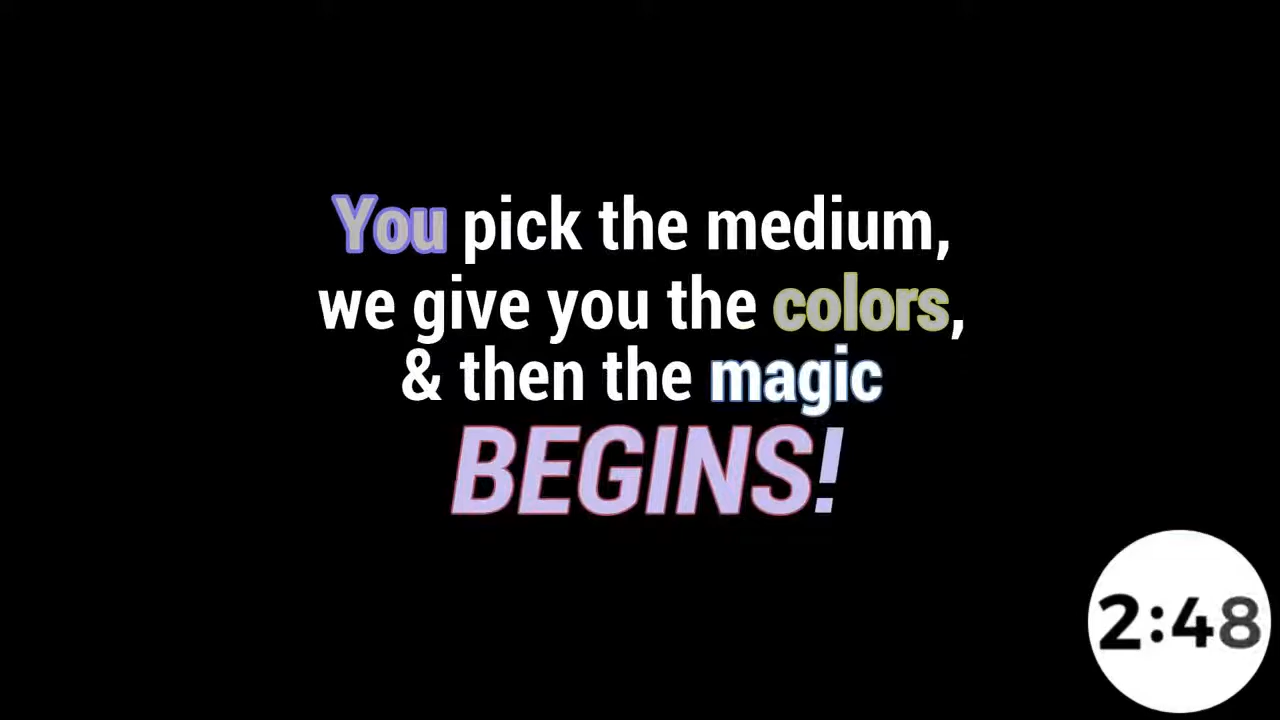 You pick the medium,
we give you the colors,
& then the magic
BEGINS!
2:48